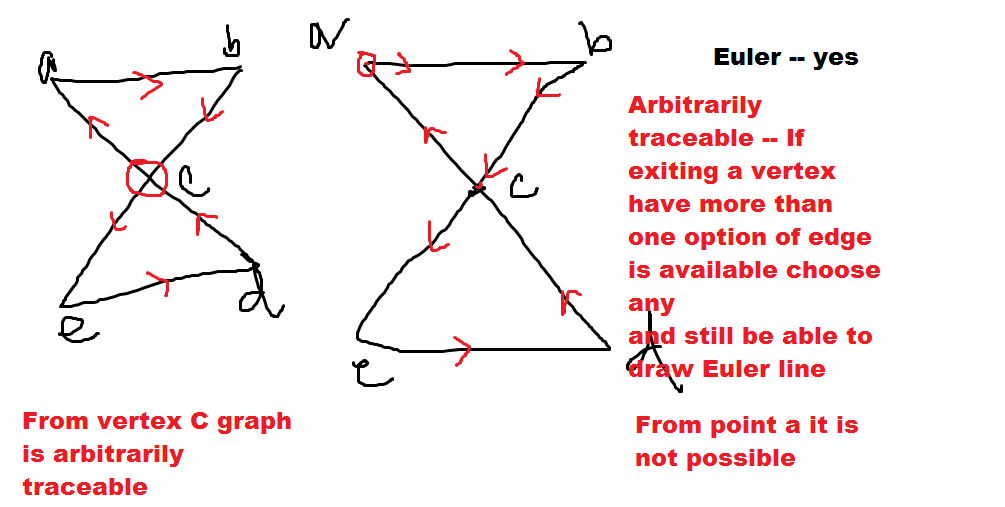 a
b
c
e
d
a
b
c
e
d
Euler -- yes
Arbitrarily
traceable -- If
exiting a vertex
have more than
one option of edge
is available choose
any
and still be able to
draw Euler line
From vertex C graph
is arbitrarily
traceable
From point a it is
not possible